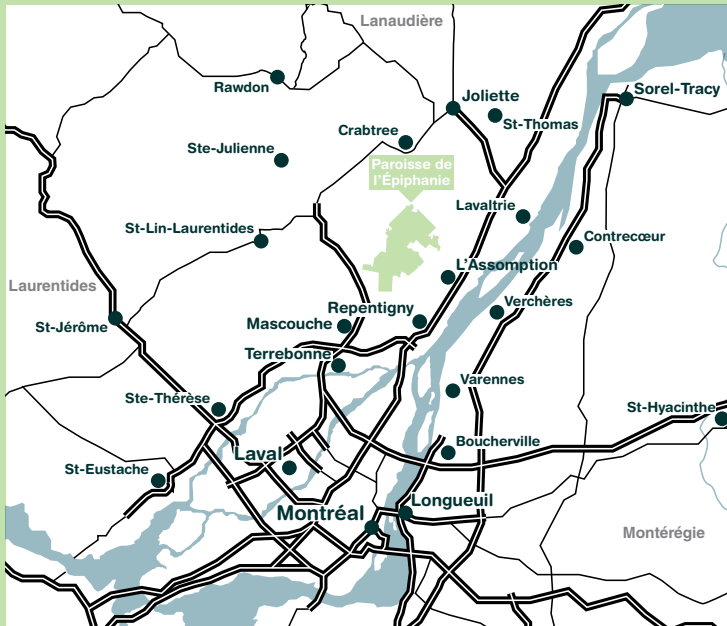 Lanaudière
Rawdon
Joliette
Sorel-Tracy
St-Thomas
Crabtree
Ste-Julienne
Paroisse de
l'Épiphanie
Lavaltrie
St-Lin-Laurentides
Contrecœur
L'Assomption
Laurentides
Verchères
Repentigny
Mascouche
St-Jérôme
Terrebonne
Varennes
Ste-Thérèse
St-Hyacinthe
Boucherville
Laval
St-Eustache
Longueuil
Montréal
Montérégie